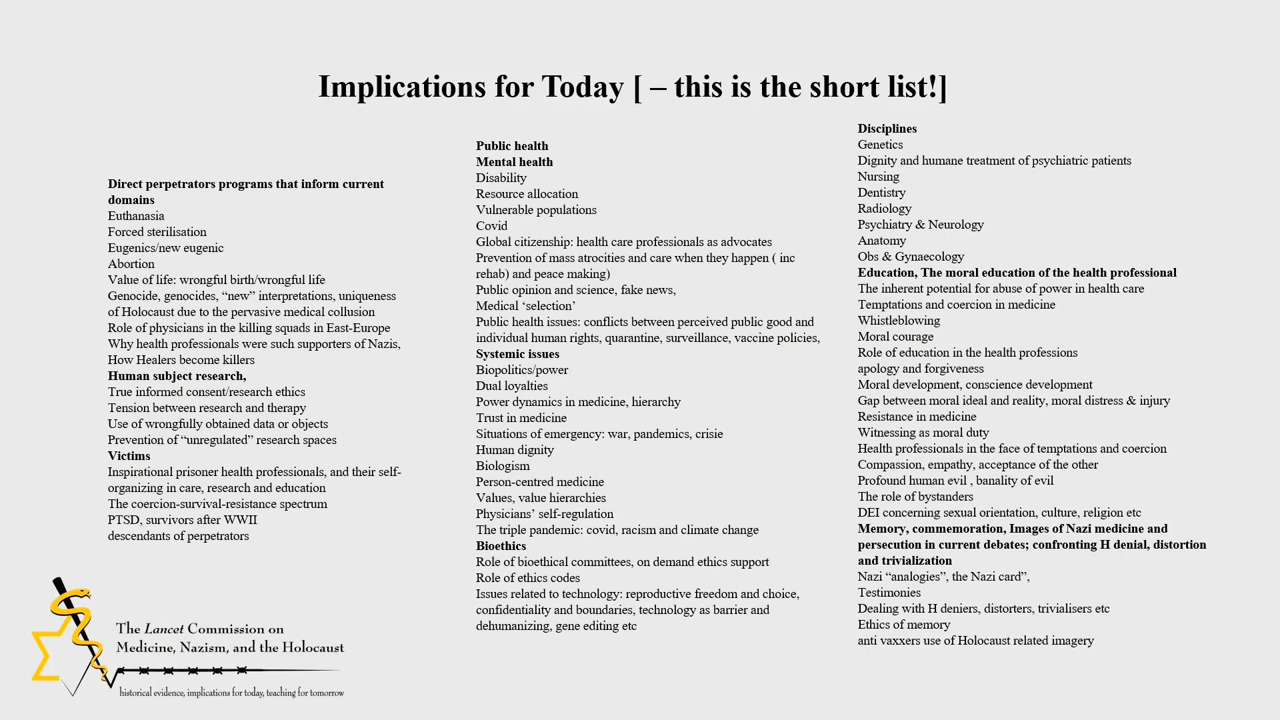 Implications for Today [ – this is the short list!]
Direct perpetrators programs that inform current
domains
Euthanasia
Forced sterilisation
Eugenics/new eugenic
Abortion
Value of life: wrongful birth/wrongful life
Genocide, genocides, “new” interpretations, uniqueness
of Holocaust due to the pervasive medical collusion
Role of physicians in the killing squads in East-Europe
Why health professionals were such supporters of Nazis,
How Healers become killers
Human subject research,
True informed consent/research ethics
Tension between research and therapy
Use of wrongfully obtained data or objects
Prevention of “unregulated” research spaces
Victims
Inspirational prisoner health professionals, and their self-
organizing in care, research and education
The coercion-survival-resistance spectrum
PTSD, survivors after WWII
descendants of perpetrators
Public health
Mental health
Disability
Resource allocation
Vulnerable populations
Covid
Global citizenship: health care professionals as advocates
Prevention of mass atrocities and care when they happen ( inc
rehab) and peace making)
Public opinion and science, fake news,
Medical ‘selection’
Public health issues: conflicts between perceived public good and
individual human rights, quarantine, surveillance, vaccine policies,
Systemic issues
Biopolitics/power
Dual loyalties
Power dynamics in medicine, hierarchy
Trust in medicine
Situations of emergency: war, pandemics, crisie
Human dignity
Biologism
Person-centred medicine
Values, value hierarchies
Physicians’ self-regulation
The triple pandemic: covid, racism and climate change
Bioethics
Role of bioethical committees, on demand ethics support
Role of ethics codes
Issues related to technology: reproductive freedom and choice,
confidentiality and boundaries, technology as barrier and
dehumanizing, gene editing etc
Disciplines
Genetics
Dignity and humane treatment of psychiatric patients
Nursing
Dentistry
Radiology
Psychiatry & Neurology
Anatomy
Obs & Gynaecology
Education, The moral education of the health professional
The inherent potential for abuse of power in health care
Temptations and coercion in medicine
Whistleblowing
Moral courage
Role of education in the health professions
apology and forgiveness
Moral development, conscience development
Gap between moral ideal and reality, moral distress & injury
Resistance in medicine
Witnessing as moral duty
Health professionals in the face of temptations and coercion
Compassion, empathy, acceptance of the other
Profound human evil , banality of evil
The role of bystanders
DEI concerning sexual orientation, culture, religion etc
Memory, commemoration, Images of Nazi medicine and
persecution in current debates; confronting H denial, distortion
and trivialization
Nazi “analogies”, the Nazi card”,
Testimonies
Dealing with H deniers, distorters, trivialisers etc
Ethics of memory
anti vaxxers use of Holocaust related imagery
The Lancet Commission on
Medicine, Nazism, and the Holocaust
historical evidence, implications for today, teaching for tomorrow